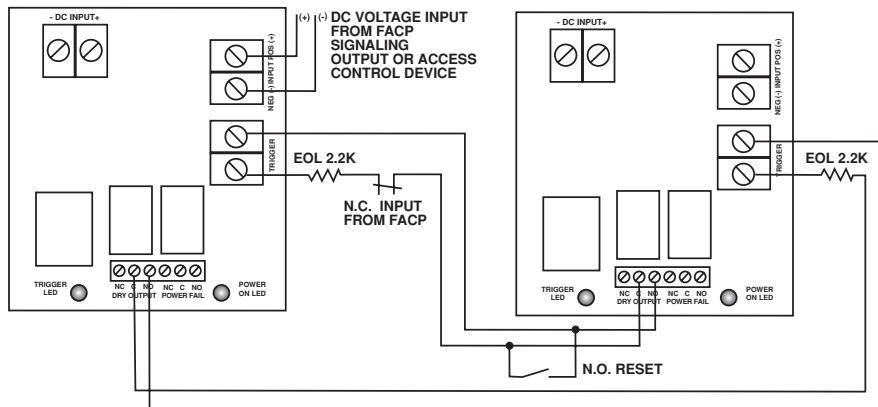 - DC INPUT+
(+) (-) DC VOLTAGE INPUT
FROM FACP
SIGNALING
OUTPUT OR ACCESS
CONTROL DEVICE
NEG (-) INPUT POS (+)
TRIGGER
EOL 2.2K
N.C. INPUT
FROM FACP
TRIGGER
LED
NC C NO NC C NO
DRY OUTPUT POWER FAIL
POWER
ON LED
- DC INPUT+
NEG (-) INPUT POS (+)
TRIGGER
EOL 2.2K
TRIGGER
LED
NC C NO NC C NO
DRY OUTPUT POWER FAIL
POWER
ON LED
N.O. RESET